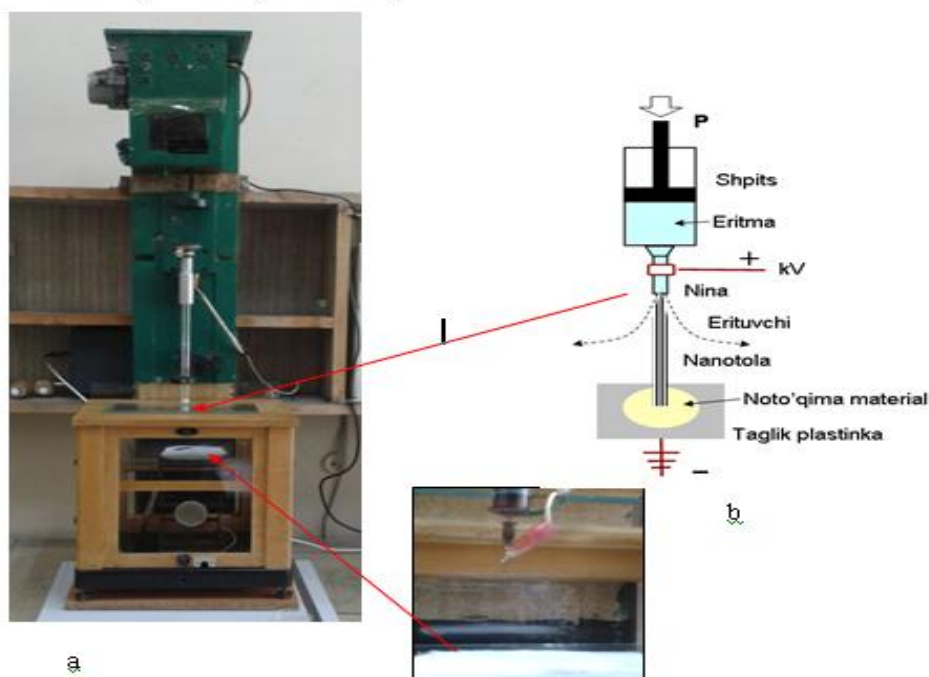 P
Shpits
Eritma
+
kV
Nina
Erituvchi
l
Nanotola
Noto'qima material
Taglik plastinka
–
b
a